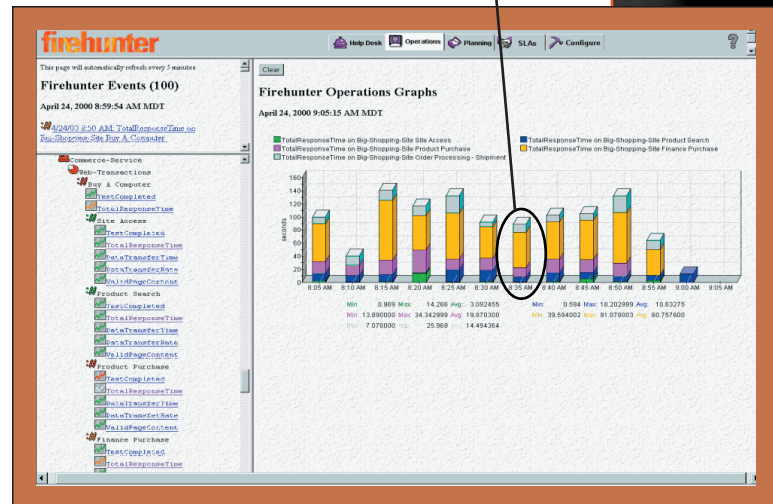 firehunter
Help Desk Operations Planning SLAs Configure ?
This page will automatically refresh every 5 minutes
Firehunter Events (100)
April 24, 2000 8:59:54 AM MDT
4/24/00 8:50 AM: TotalResponseTime on
Big-Shopping-Site Buy A Computer
Commerce-Service
Web-Transactions
Buy A Computer
TestCompleted
TotalResponseTime
Site Access
TestCompleted
TotalResponseTime
DataTransferTime
DataTransferRate
ValidPageContent
Product Search
TestCompleted
TotalResponseTime
DataTransferTime
DataTransferRate
ValidPageContent
Product Purchase
TestCompleted
TotalResponseTime
DataTransferTime
DataTransferRate
ValidPageContent
Finance Purchase
TestCompleted
TotalResponseTime
Clear
Firehunter Operations Graphs
April 24, 2000 9:05:15 AM MDT
TotalResponseTime on Big-Shopping-Site Site Access
TotalResponseTime on Big-Shopping-Site Product Search
TotalResponseTime on Big-Shopping-Site Product Purchase
TotalResponseTime on Big-Shopping-Site Finance Purchase
TotalResponseTime on Big-Shopping-Site Order Processing - Shipment
160
140
120
100
80
60
40
20
0
seconds
8:05 AM 8:10 AM 8:15 AM 8:20 AM 8:25 AM 8:30 AM 8:35 AM 8:40 AM 8:45 AM 8:50 AM 8:55 AM 9:00 AM 9:05 AM
Min: 0.969 Max: 14.266 Avg: 3.092455 Min: 0.594 Max: 18.202999 Avg: 10.63275
Min: 13.890000 Max: 34.342999 Avg: 19.870300 Min: 39.594002 Max: 91.078003 Avg: 60.757600
Min: 7.076000 Max: 25.969 Avg: 14.494364